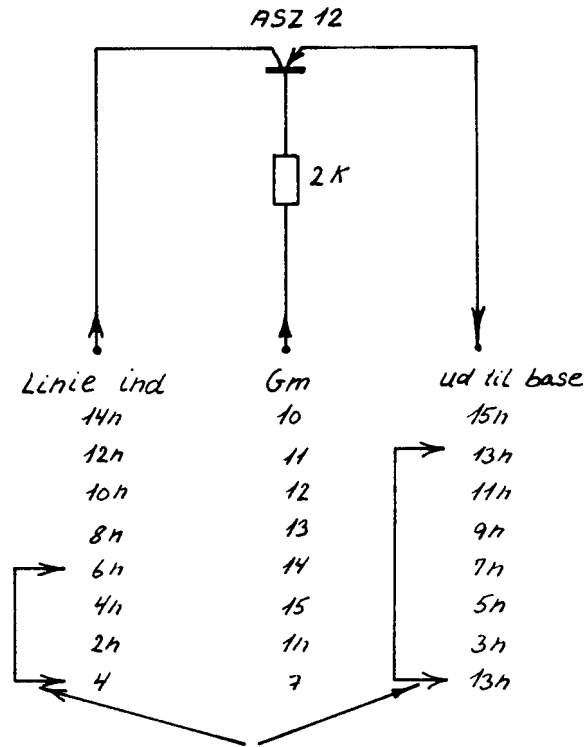 ASZ 12
2K
Linie ind Gm ud til base
14n 10 15n
12n 11 13n
10n 12 11n
8n 13 9n
6n 14 7n
4n 15 5n
2n 1n 3n
4 7 13n